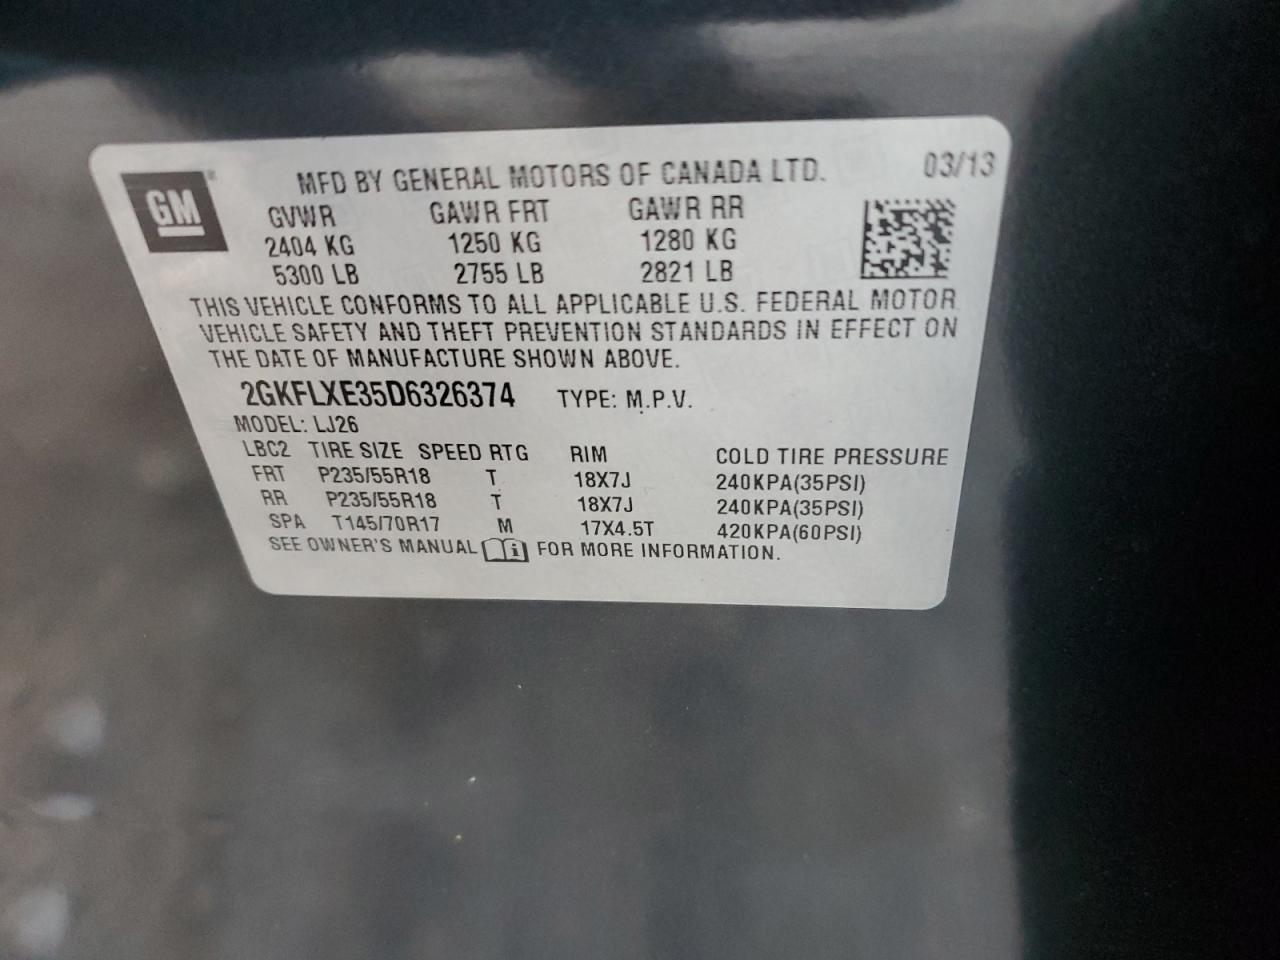 GM®
MFD BY GENERAL MOTORS OF CANADA LTD. 03/13
GVWR GAWR FRT GAWR RR
2404 KG 1250 KG 1280 KG
5300 LB 2755 LB 2821 LB
THIS VEHICLE CONFORMS TO ALL APPLICABLE U.S. FEDERAL MOTOR
VEHICLE SAFETY AND THEFT PREVENTION STANDARDS IN EFFECT ON
THE DATE OF MANUFACTURE SHOWN ABOVE.
2GKFLXE35D6326374 TYPE: M.P.V.
MODEL: LJ26
LBC2 TIRE SIZE SPEED RTG RIM COLD TIRE PRESSURE
FRT P235/55R18 T 18X7J 240KPA(35PSI)
RR P235/55R18 T 18X7J 240KPA(35PSI)
SPA T145/70R17 M 17X4.5T 420KPA(60PSI)
SEE OWNER'S MANUAL i FOR MORE INFORMATION.